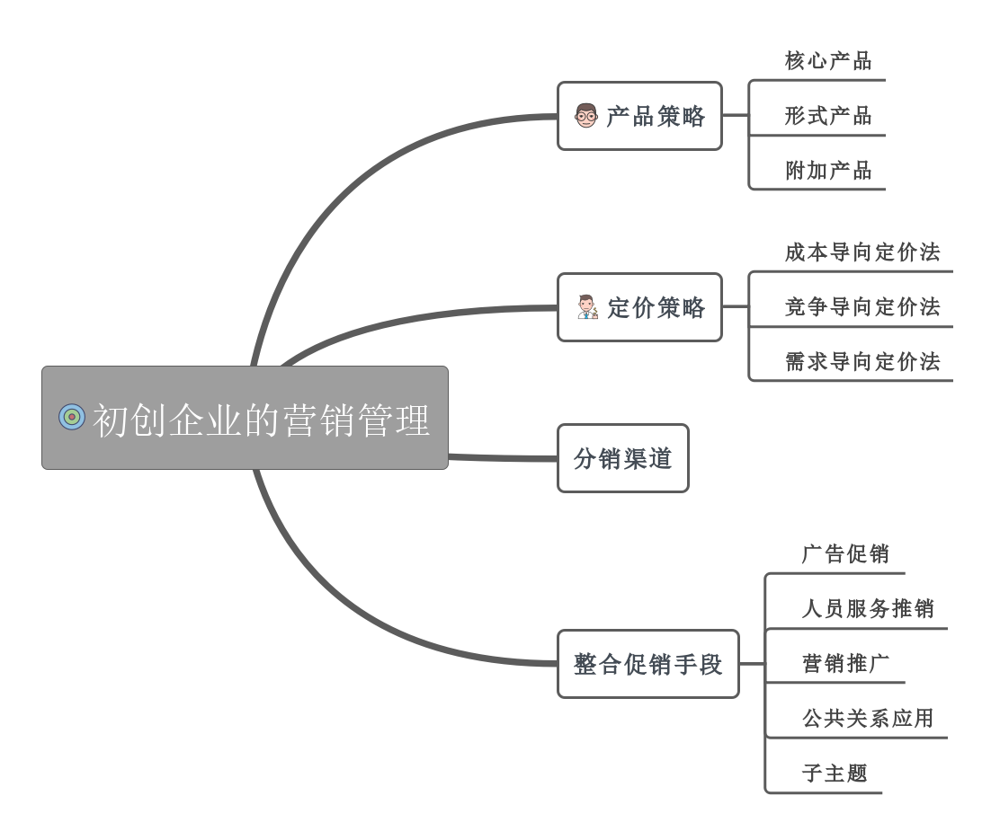 初创企业的营销管理
产品策略
核心产品
形式产品
附加产品
定价策略
成本导向定价法
竞争导向定价法
需求导向定价法
分销渠道
整合促销手段
广告促销
人员服务推销
营销推广
公共关系应用
子主题